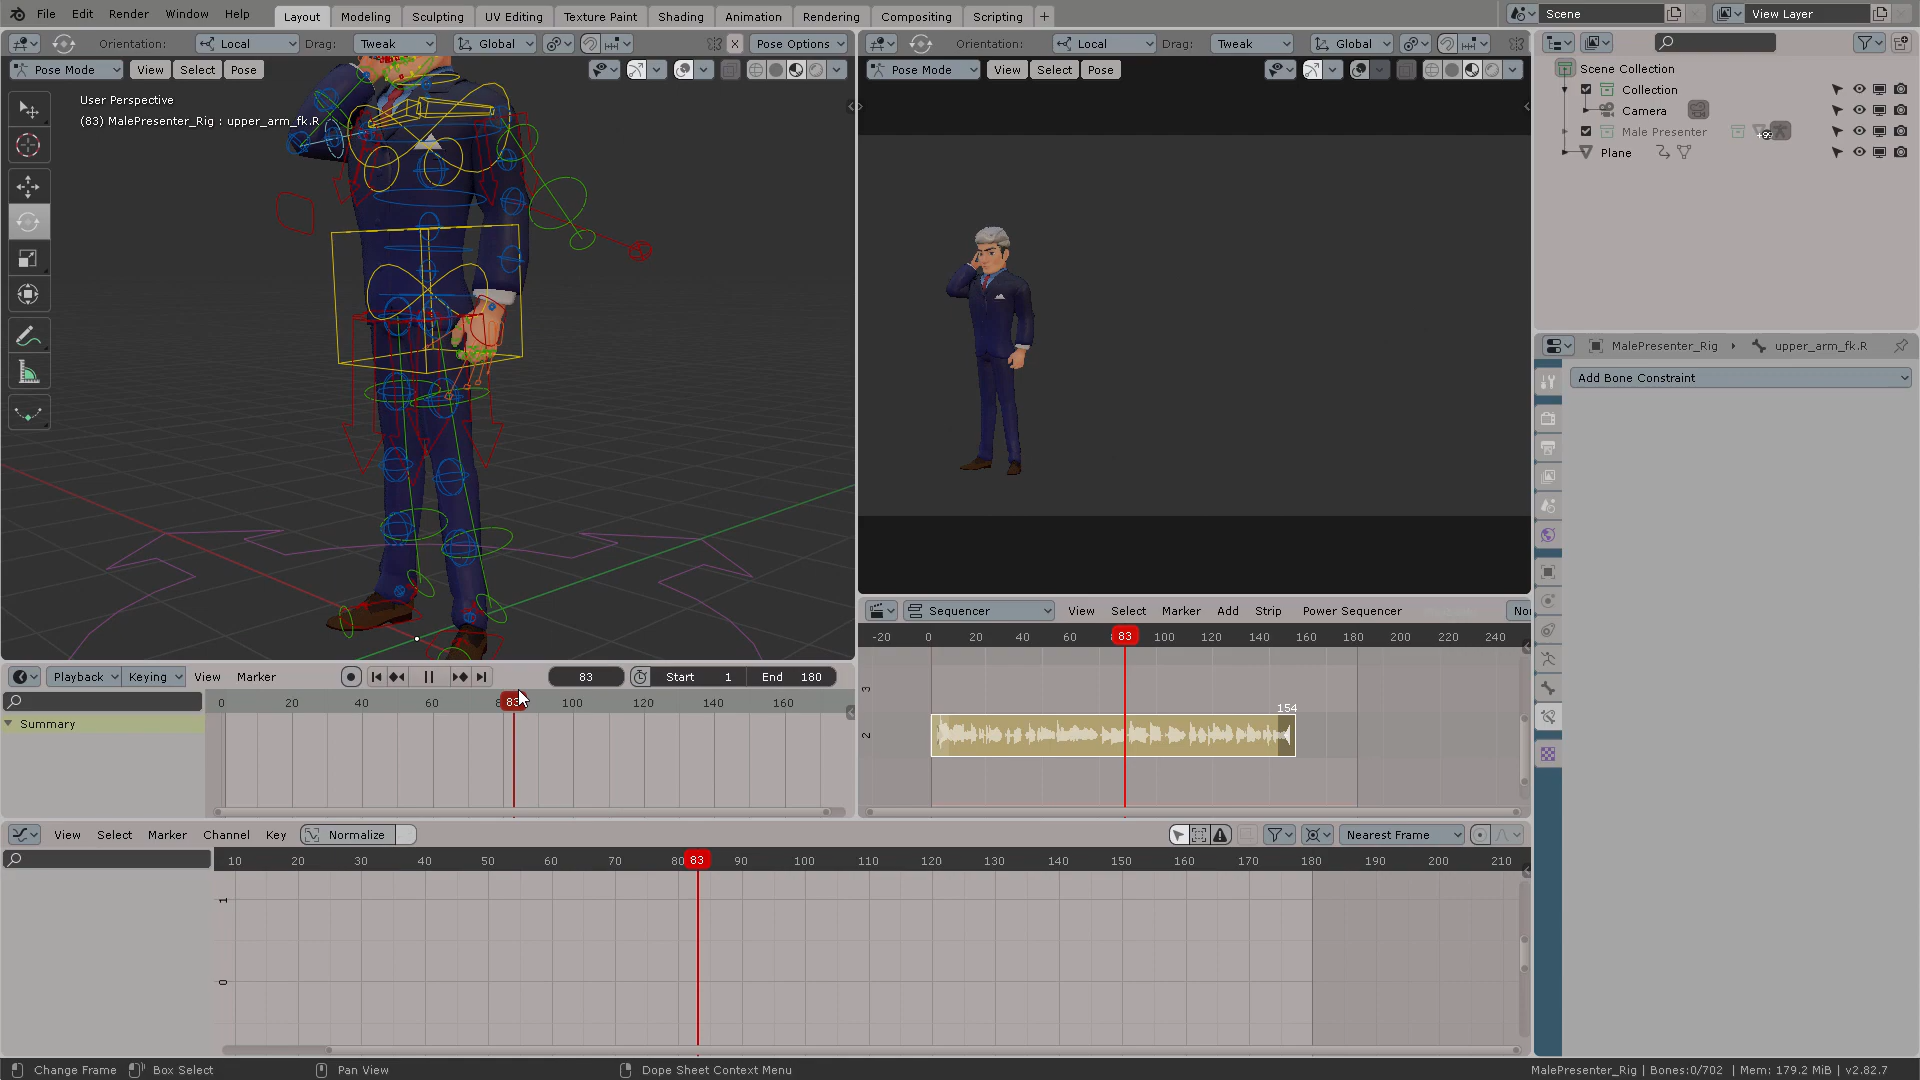 File Edit Render Window Help Layout Modeling Sculpting UV Editing Texture Paint Shading Animation Rendering Compositing Scripting + Scene View Layer
Orientation: Local Drag: Tweak Global X Pose Options Orientation: Local Drag: Tweak Global
Pose Mode View Select Pose Pose Mode View Select Pose
Scene Collection
Collection
Camera
Male Presenter
Plane
User Perspective
(83) MalePresenter_Rig : upper_arm_fk.R
MalePresenter_Rig upper_arm_fk.R
Add Bone Constraint
Sequencer View Select Marker Add Strip Power Sequencer
-20 0 20 40 60 83 100 120 140 160 180 200 220 240
3
154
2
Playback Keying View Marker 83 Start 1 End 180
0 20 40 60 83 100 120 140 160
Summary
View Select Marker Channel Key Normalize Nearest Frame
10 20 30 40 50 60 70 80 83 90 100 110 120 130 140 150 160 170 180 190 200 210
1
0
Change Frame Box Select Pan View Dope Sheet Context Menu MalePresenter_Rig | Bones:0/702 | Mem: 179.2 MiB | v2.82.7